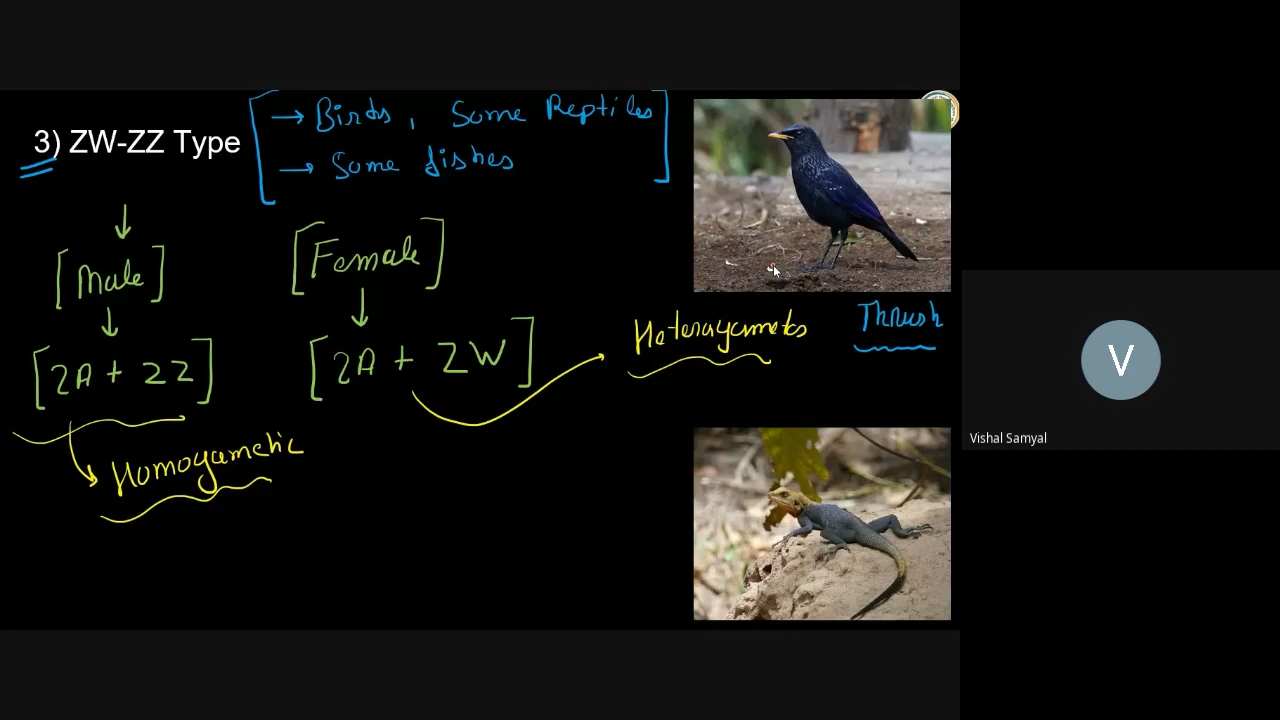 3) ZW-ZZ Type
→ Birds, Some Reptiles
→ Some fishes
[Male]
[Female]
[2A + ZZ]
[2A + ZW]
Heterogametes
Thrush
Homogametic
V
Vishal Samyal